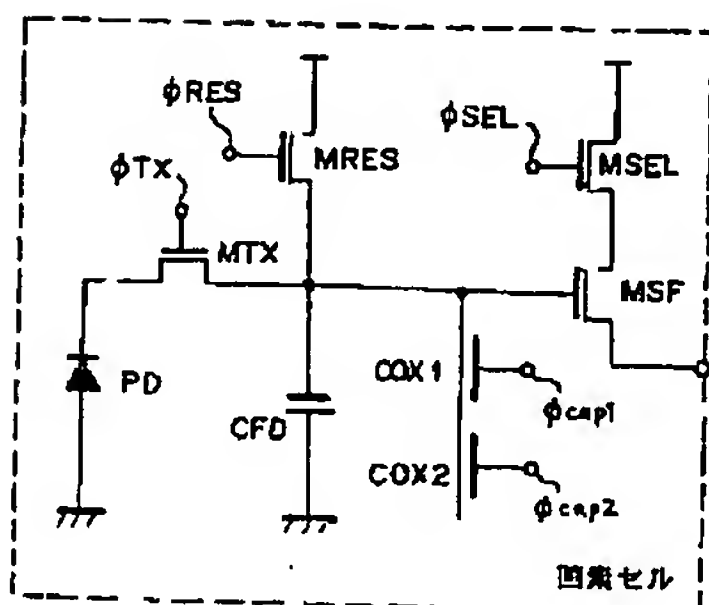 φRES
MRES
φSEL
MSEL
φTX
MTX
MSF
PD
CFD
COX1
φcap1
COX2
φcap2
画素セル